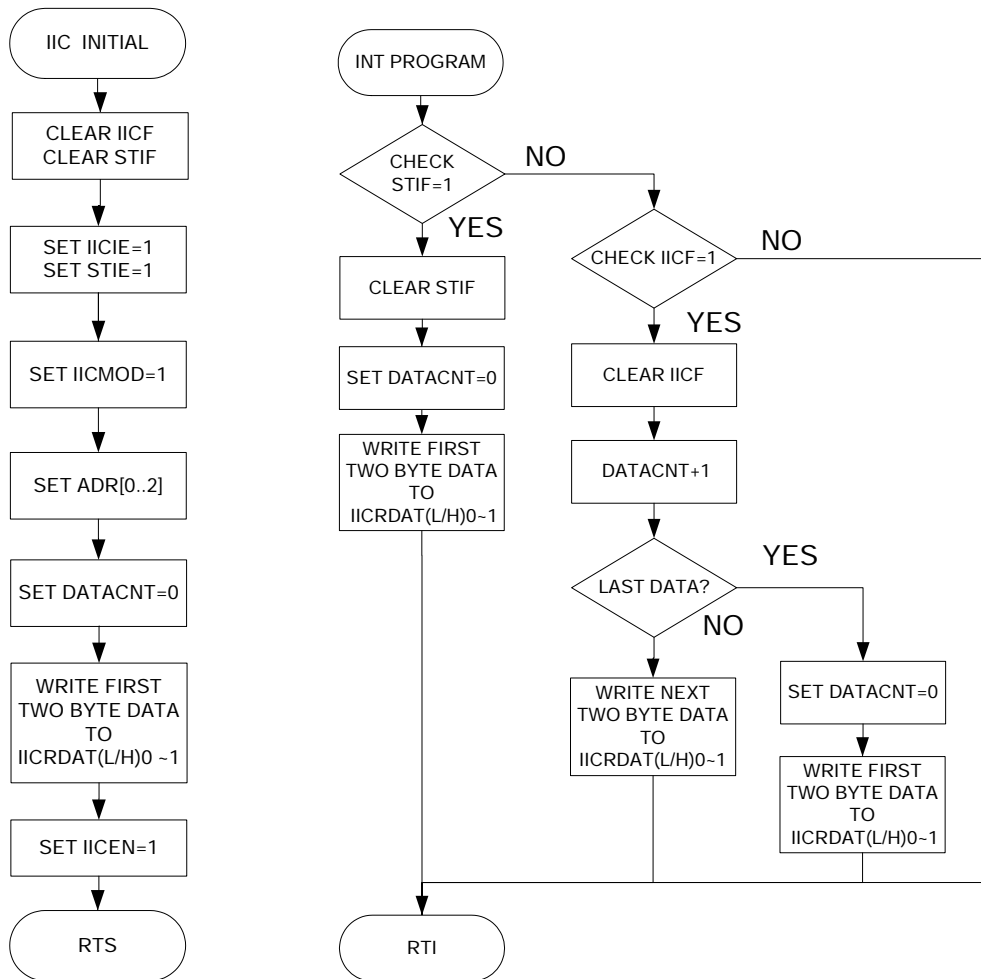 IIC INITIAL
CLEAR IICF
CLEAR STIF
SET IICIE=1
SET STIE=1
SET IICMOD=1
SET ADR[0..2]
SET DATACNT=0
WRITE FIRST
TWO BYTE DATA
TO
IICRDAT(L/H)0 ~1
SET IICEN=1
RTS
INT PROGRAM
CHECK
STIF=1
NO
YES
CLEAR STIF
SET DATACNT=0
WRITE FIRST
TWO BYTE DATA
TO
IICRDAT(L/H)0~1
RTI
CHECK IICF=1
NO
YES
CLEAR IICF
DATACNT+1
LAST DATA?
YES
NO
WRITE NEXT
TWO BYTE DATA
TO
IICRDAT(L/H)0~1
SET DATACNT=0
WRITE FIRST
TWO BYTE DATA
TO
IICRDAT(L/H)0~1